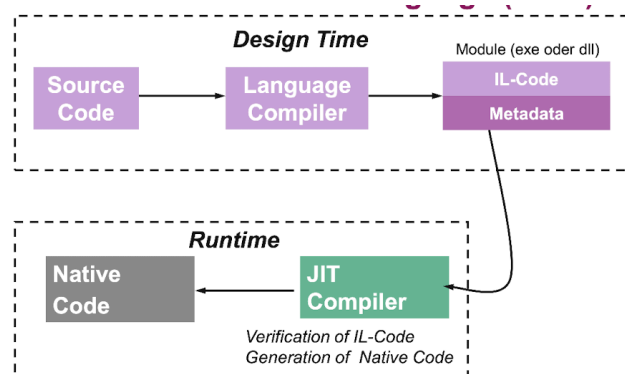 Design Time
Module (exe oder dll)
Source
Code
Language
Compiler
IL-Code
Metadata
Runtime
Native
Code
JIT
Compiler
Verification of IL-Code
Generation of Native Code